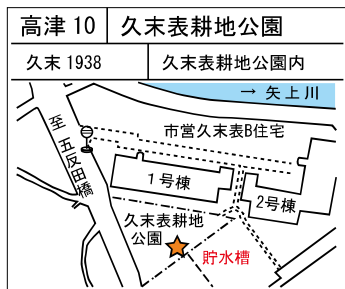 高津 10 久末表耕地公園
久末 1938 久末表耕地公園内
→ 矢上川
市営久末表B住宅
至 五反田橋
1号棟
2号棟
久末表耕地
公園
貯水槽